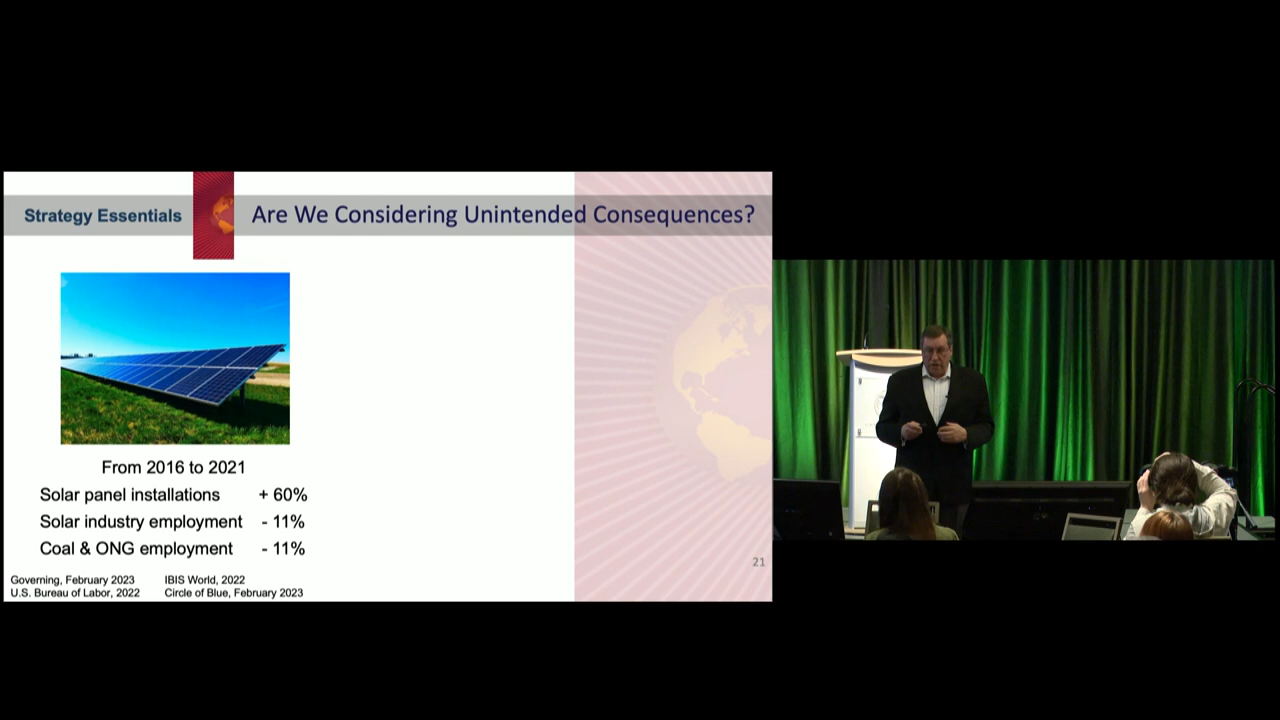 Strategy Essentials
Are We Considering Unintended Consequences?
From 2016 to 2021
Solar panel installations + 60%
Solar industry employment - 11%
Coal & ONG employment - 11%
Governing, February 2023 IBIS World, 2022
U.S. Bureau of Labor, 2022 Circle of Blue, February 2023
21